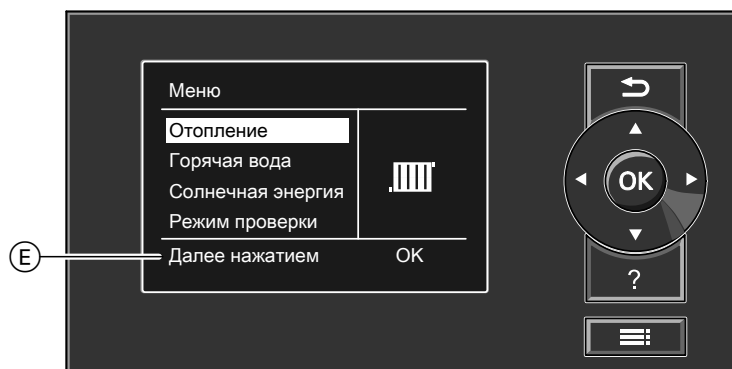 Меню
Отопление
Горячая вода
Солнечная энергия
Режим проверки
Далее нажатием OK
OK
?
E